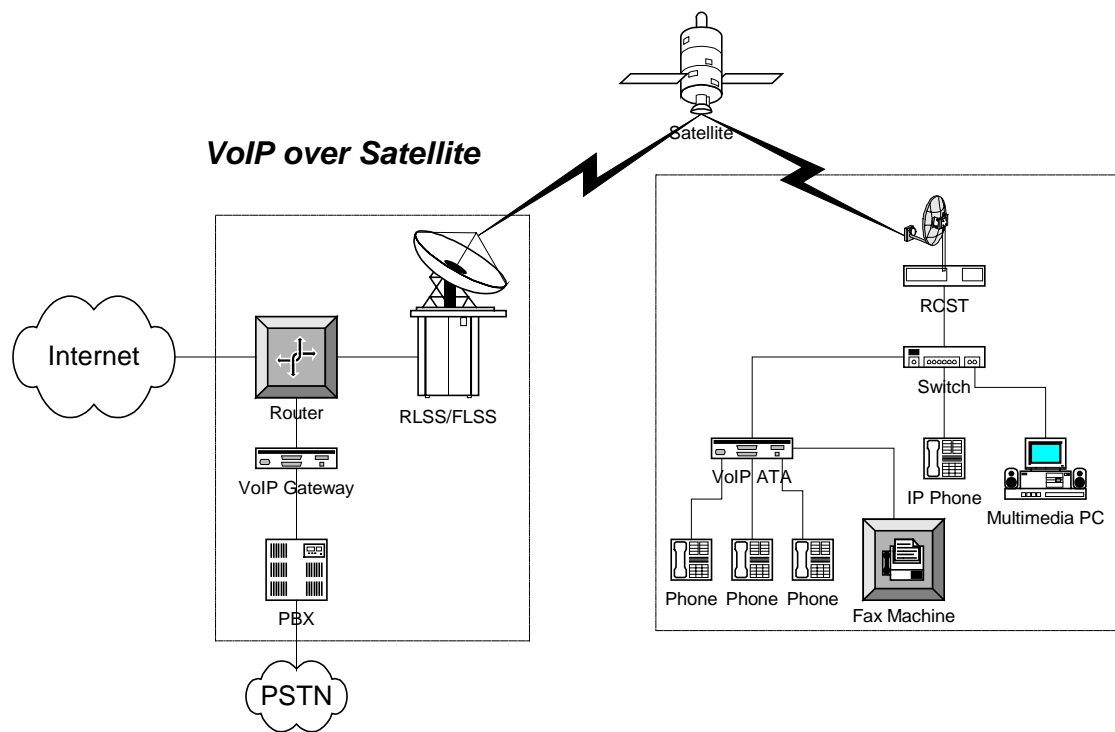 Satellite
VoIP over Satellite
Internet
Router
RLSS/FLSS
VoIP Gateway
PBX
PSTN
RCST
Switch
VoIP ATA
IP Phone
Multimedia PC
Phone Phone Phone
Fax Machine